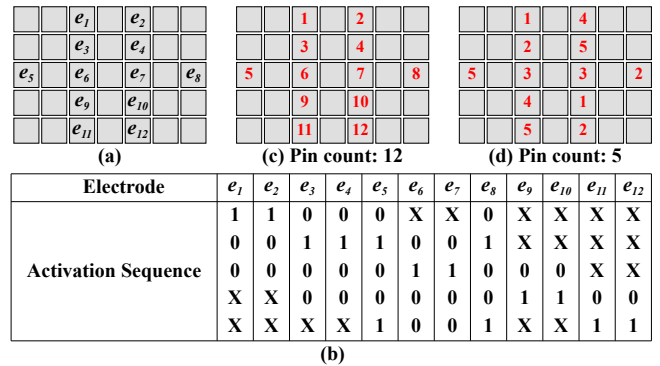 e1 e2
e3 e4
e5 e6 e7 e8
e9 e10
e11 e12
(a)
1 2
3 4
5 6 7 8
9 10
11 12
(c) Pin count: 12
1 4
2 5
5 3 3 2
4 1
5 2
(d) Pin count: 5
Electrode e1 e2 e3 e4 e5 e6 e7 e8 e9 e10 e11 e12
1 1 0 0 0 X X 0 X X X X
0 0 1 1 1 0 0 1 X X X X
Activation Sequence 0 0 0 0 0 1 1 0 0 0 X X
X X 0 0 0 0 0 0 1 1 0 0
X X X X 1 0 0 1 X X 1 1
(b)